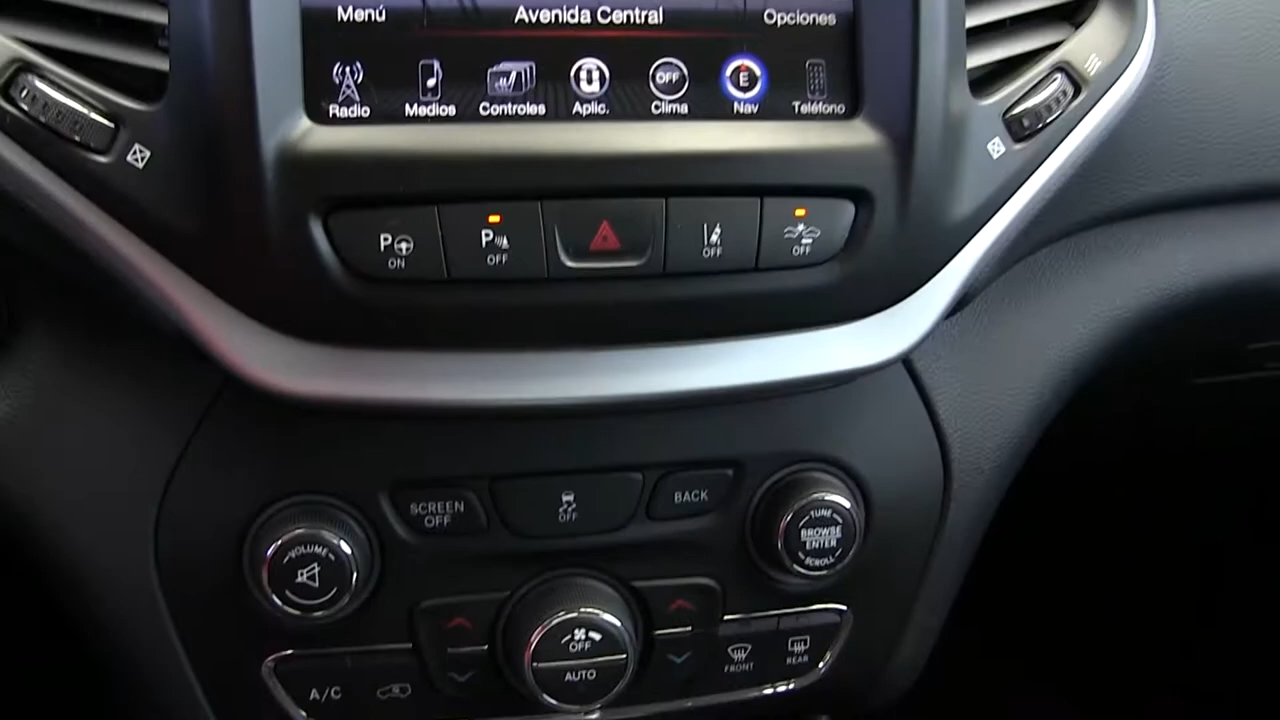 Menú
Avenida Central
Opciones
Radio
Medios
Controles
Aplic.
OFF
Clima
E
Nav
Teléfono
P
ON
P
OFF
OFF
OFF
SCREEN
OFF
OFF
BACK
VOLUME
TUNE
BROWSE
ENTER
SCROLL
OFF
AUTO
A/C
FRONT
REAR